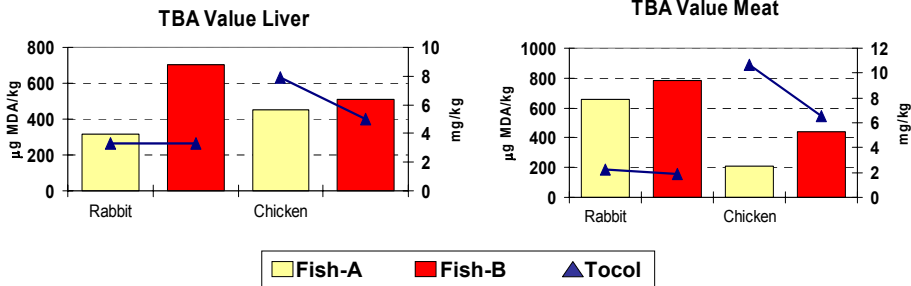 TBA Value Liver
µg MDA/kg
800
600
400
200
0
10
8
6
4
2
0
mg/kg
Rabbit
Chicken
TBA Value Meat
µg MDA/kg
1000
800
600
400
200
0
12
10
8
6
4
2
0
mg/kg
Rabbit
Chicken
Fish-A Fish-B Tocol